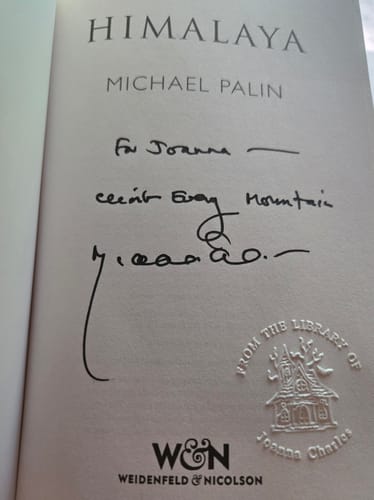 HIMALAYA
MICHAEL PALIN
For Joanna —
Climb Every Mountain
FROM THE LIBRARY OF
Joanna Charles
W&N
WEIDENFELD & NICOLSON